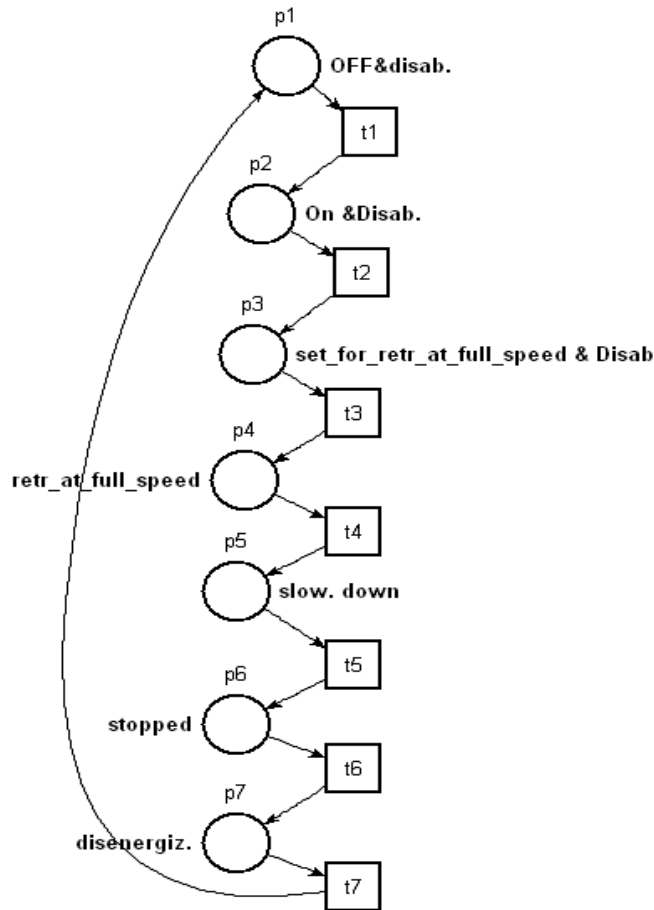 p1
OFF&disab.
t1
p2
On &Disab.
t2
p3
set_for_retr_at_full_speed & Disab
t3
p4
retr_at_full_speed
t4
p5
slow. down
t5
p6
stopped
t6
p7
disenergiz.
t7